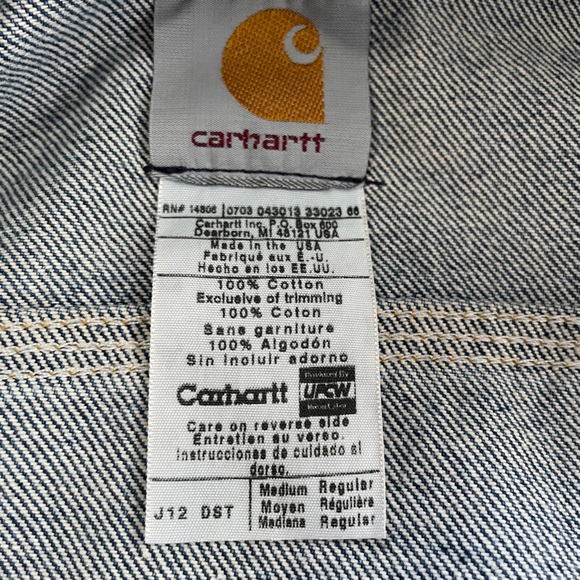 carhartt
RN# 14806 | 0703 043013 33023 66
Carhartt Inc. P.O. Box 600
Dearborn, MI 48121 USA
Made in the USA
Fabriqué aux É.-U.
Hecho en los EE.UU.
100% Cotton
Exclusive of trimming
100% Coton
Sans garniture
100% Algodón
Sin incluir adorno
Carhartt
Produced By
UFCW
Members
Care on reverse side
Entretien au verso.
Instrucciones de cuidado al
dorso.
J12 DST
Medium Regular
Moyen Régulière
Mediana Regular